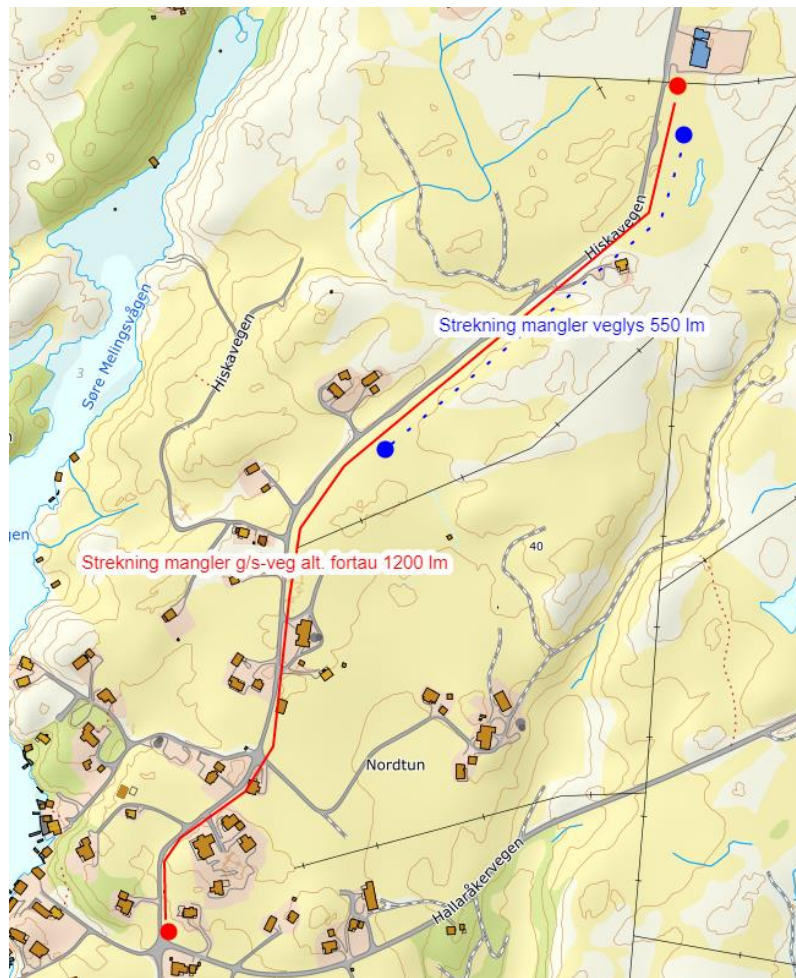 Hiskavegen
Søre Melingsvågen
3
Strekning mangler veglys 550 lm
Hiskavegen
40
Strekning mangler g/s-veg alt. fortau 1200 lm
Nordtun
Hallaråkervegen